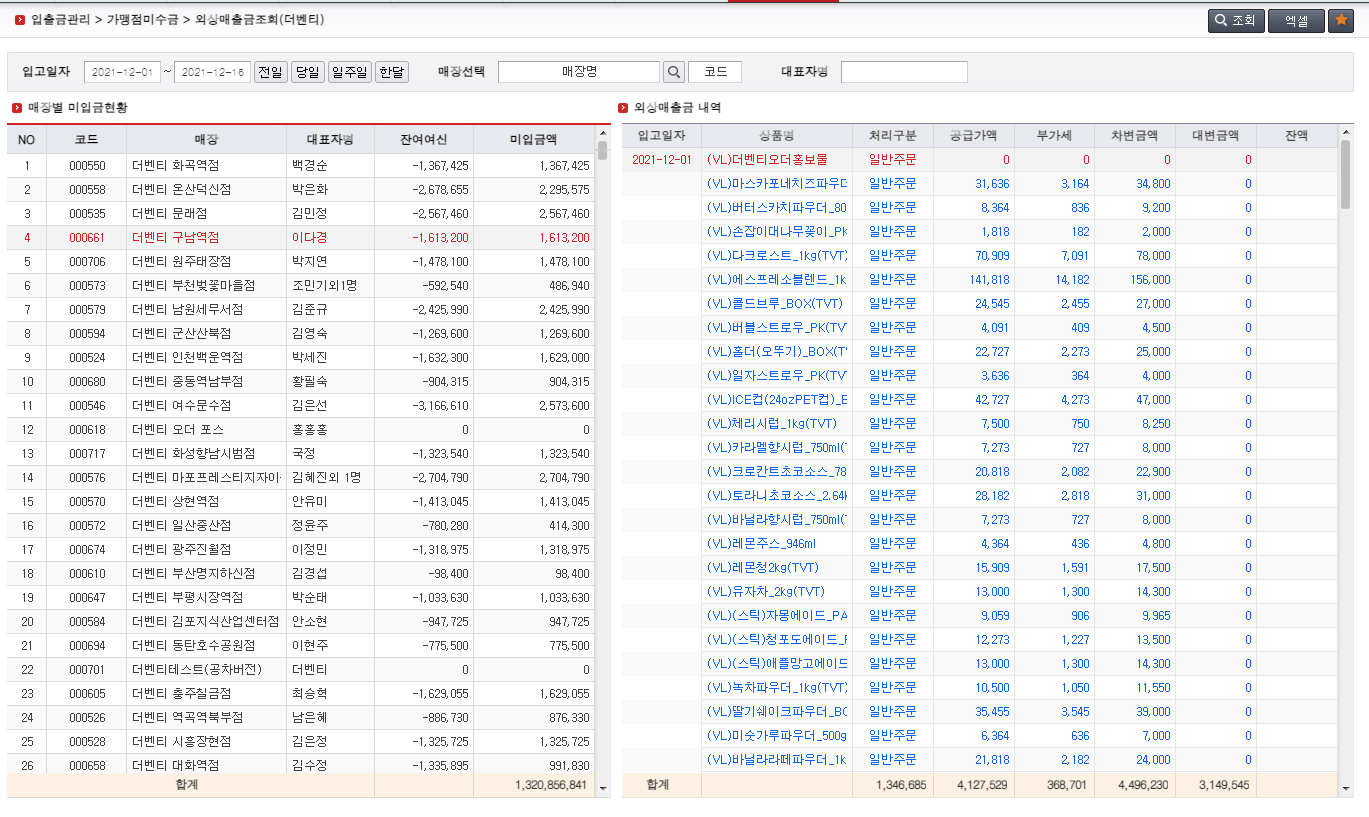 입출금관리 > 가맹점미수금 > 외상매출금조회(더벤티) 조회 엑셀
입고일자 2021-12-01 ~ 2021-12-16 전일 당일 일주일 한달 매장선택 매장명 코드 대표자명
매장별 미입금현황
NO 코드 매장 대표자명 잔여여신 미입금액
1 000550 더벤티 화곡역점 백경순 -1,367,425 1,367,425
2 000558 더벤티 온산덕신점 박은화 -2,678,655 2,295,575
3 000535 더벤티 문래점 김민정 -2,567,460 2,567,460
4 000661 더벤티 구남역점 이다경 -1,613,200 1,613,200
5 000706 더벤티 원주태장점 박지연 -1,478,100 1,478,100
6 000573 더벤티 부천벚꽃마을점 조민기외1명 -592,540 486,940
7 000579 더벤티 남원세무서점 김준규 -2,425,990 2,425,990
8 000594 더벤티 군산산북점 김영숙 -1,269,600 1,269,600
9 000524 더벤티 인천백운역점 박세진 -1,632,300 1,629,000
10 000680 더벤티 중동역남부점 황필숙 -904,315 904,315
11 000546 더벤티 여수문수점 김은선 -3,166,610 2,573,600
12 000618 더벤티 오더 포스 홍홍홍 0 0
13 000717 더벤티 화성향남시범점 국정 -1,323,540 1,323,540
14 000576 더벤티 마포프레스티지자이 김혜진외 1명 -2,704,790 2,704,790
15 000570 더벤티 상현역점 안유미 -1,413,045 1,413,045
16 000572 더벤티 일산중산점 정윤주 -780,280 414,300
17 000674 더벤티 광주진월점 이정민 -1,318,975 1,318,975
18 000610 더벤티 부산명지하신점 김경섭 -98,400 98,400
19 000647 더벤티 부평시장역점 박순태 -1,033,630 1,033,630
20 000584 더벤티 김포지식산업센터점 안소현 -947,725 947,725
21 000694 더벤티 동탄호수공원점 이현주 -775,500 775,500
22 000701 더벤티테스트(공차버전) 더벤티 0 0
23 000605 더벤티 충주칠금점 최승혁 -1,629,055 1,629,055
24 000526 더벤티 역곡역북부점 남은혜 -886,730 876,330
25 000528 더벤티 시흥장현점 김은정 -1,325,725 1,325,725
26 000658 더벤티 대화역점 김수정 -1,335,895 991,830
합계 1,320,856,841
외상매출금 내역
입고일자 상품명 처리구분 공급가액 부가세 차변금액 대변금액 잔액
2021-12-01 (VL)더벤티오더홍보물 일반주문 0 0 0 0
(VL)마스카포네치즈파우더 일반주문 31,636 3,164 34,800 0
(VL)버터스카치파우더_80 일반주문 8,364 836 9,200 0
(VL)손잡이대나무꽂이_PK 일반주문 1,818 182 2,000 0
(VL)다크로스트_1kg(TVT) 일반주문 70,909 7,091 78,000 0
(VL)에스프레소블렌드_1k 일반주문 141,818 14,182 156,000 0
(VL)콜드브루_BOX(TVT) 일반주문 24,545 2,455 27,000 0
(VL)버블스트로우_PK(TV 일반주문 4,091 409 4,500 0
(VL)홀더(오뚜기)_BOX(T 일반주문 22,727 2,273 25,000 0
(VL)일자스트로우_PK(TV 일반주문 3,636 364 4,000 0
(VL)ICE컵(24ozPET컵)_E 일반주문 42,727 4,273 47,000 0
(VL)체리시럽_1kg(TVT) 일반주문 7,500 750 8,250 0
(VL)카라멜향시럽_750ml( 일반주문 7,273 727 8,000 0
(VL)크로칸트초코소스_78 일반주문 20,818 2,082 22,900 0
(VL)토라니초코소스_2.64k 일반주문 28,182 2,818 31,000 0
(VL)바닐라향시럽_750ml( 일반주문 7,273 727 8,000 0
(VL)레몬주스_946ml 일반주문 4,364 436 4,800 0
(VL)레몬청2kg(TVT) 일반주문 15,909 1,591 17,500 0
(VL)유자차_2kg(TVT) 일반주문 13,000 1,300 14,300 0
(VL)(스틱)자몽에이드_PA 일반주문 9,059 906 9,965 0
(VL)(스틱)청포도에이드_F 일반주문 12,273 1,227 13,500 0
(VL)(스틱)애플망고에이드 일반주문 13,000 1,300 14,300 0
(VL)녹차파우더_1kg(TVT) 일반주문 10,500 1,050 11,550 0
(VL)딸기쉐이크파우더_BO 일반주문 35,455 3,545 39,000 0
(VL)미숫가루파우더_500g 일반주문 6,364 636 7,000 0
(VL)바닐라라떼파우더_1k 일반주문 21,818 2,182 24,000 0
합계 1,346,685 4,127,529 368,701 4,496,230 3,149,545